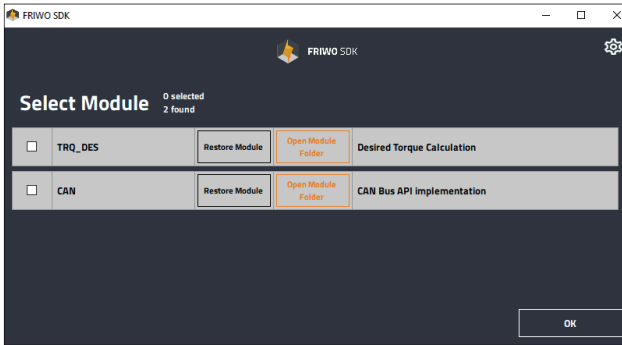 FRIWO SDK
FRIWO SDK
Select Module
0 selected
2 found
TRQ_DES
Restore Module
Open Module
Folder
Desired Torque Calculation
CAN
Restore Module
Open Module
Folder
CAN Bus API implementation
OK